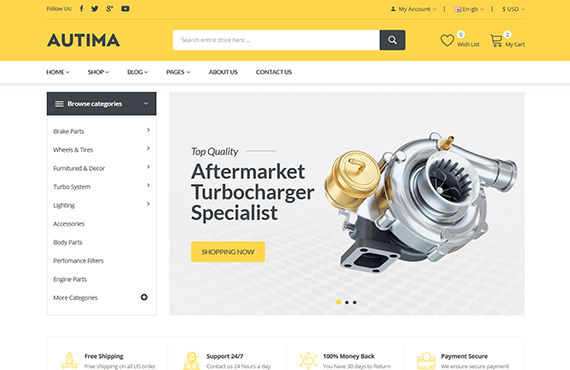 Follow Us:
My Account
En-gb
$ USD
AUTIMA
Search entire store here ...
0
Wish List
2
My Cart
HOME
SHOP
BLOG
PAGES
ABOUT US
CONTACT US
Browse categories
Brake Parts
Wheels & Tires
Furnitured & Decor
Turbo System
Lighting
Accessories
Body Parts
Perfomance Filters
Engine Parts
More Categories
Top Quality
Aftermarket
Turbocharger
Specialist
SHOPPING NOW
Free Shipping
Free shipping on all US order
Support 24/7
Contact us 24 hours a day
100% Money Back
You have 30 days to Return
Payment Secure
We ensure secure payment